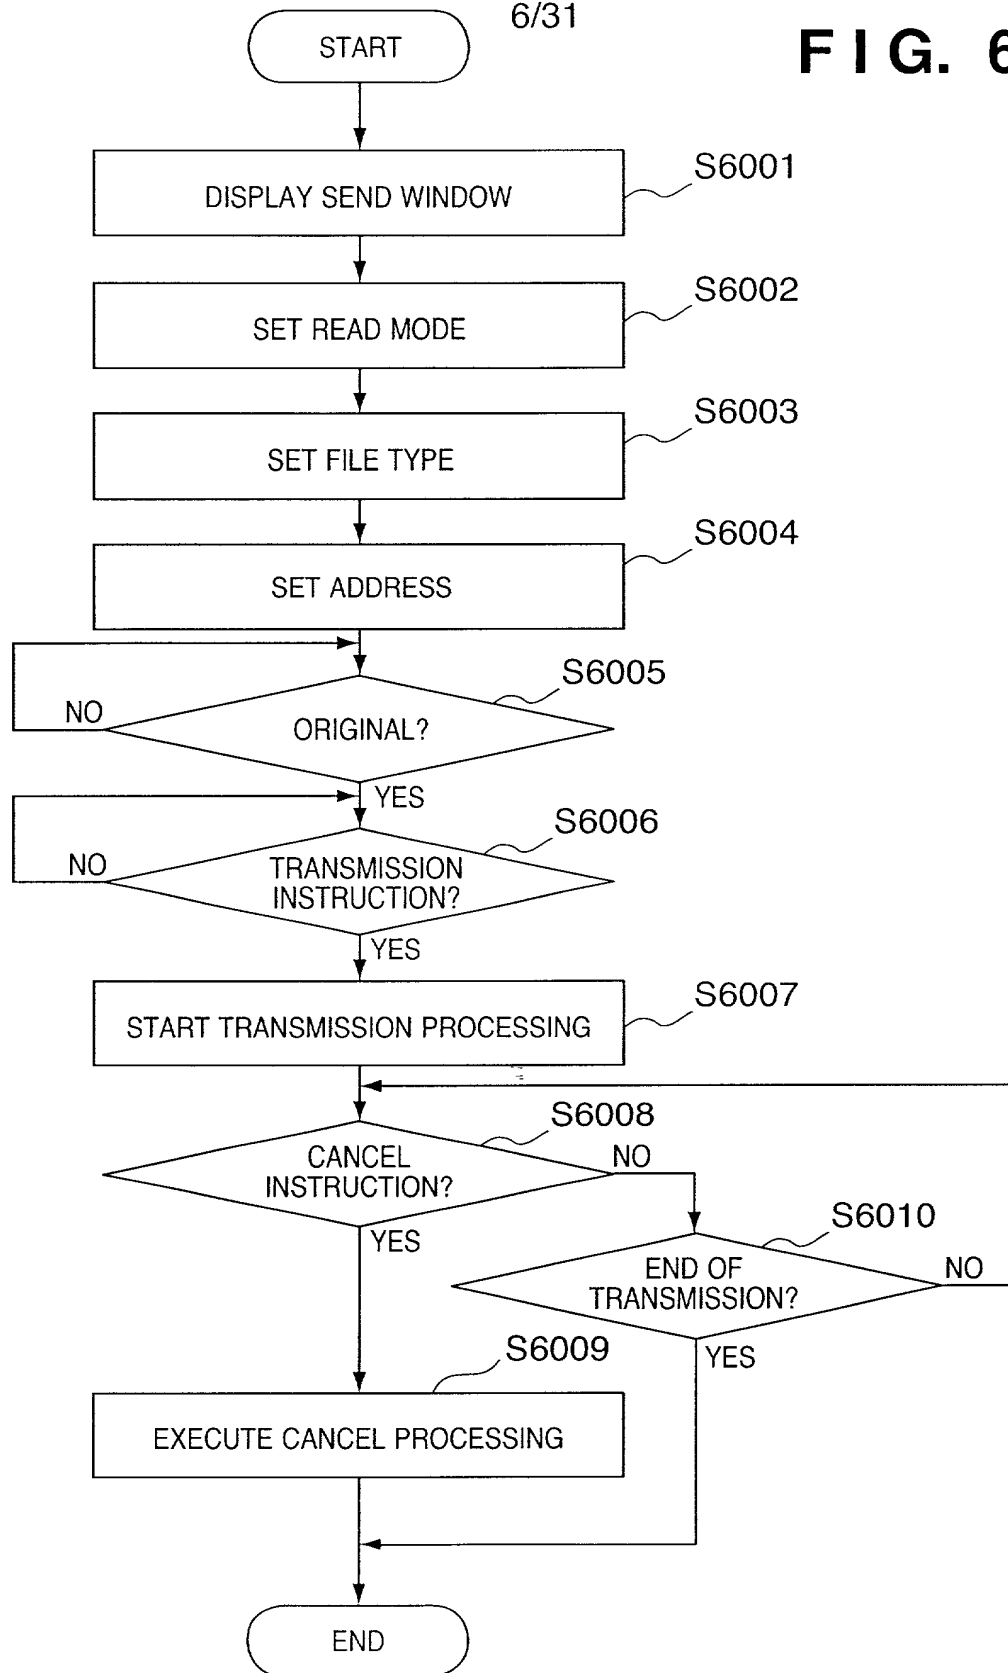 6/31
FIG. 6
START
DISPLAY SEND WINDOW
S6001
SET READ MODE
S6002
SET FILE TYPE
S6003
SET ADDRESS
S6004
S6005
NO
ORIGINAL?
YES
S6006
NO
TRANSMISSION
INSTRUCTION?
YES
START TRANSMISSION PROCESSING
S6007
S6008
CANCEL
INSTRUCTION?
NO
YES
S6010
END OF
TRANSMISSION?
NO
YES
S6009
EXECUTE CANCEL PROCESSING
END